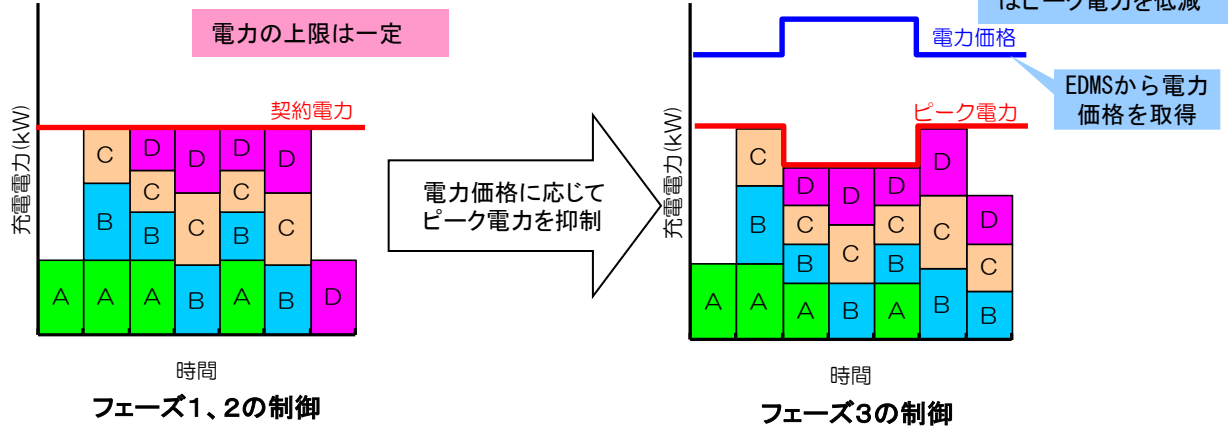 電力の上限は一定
充電電力(kW)
契約電力
C D D D D
C C
B B C B C
A A A B A B D
時間
フェーズ1、2の制御
電力価格に応じて
ピーク電力を抑制
はピーク電力を低減
電力価格
EDMSから電力
価格を取得
ピーク電力
充電電力(kW)
C D
D D D
C C C D
B B C B C
A A A B A B B
時間
フェーズ3の制御